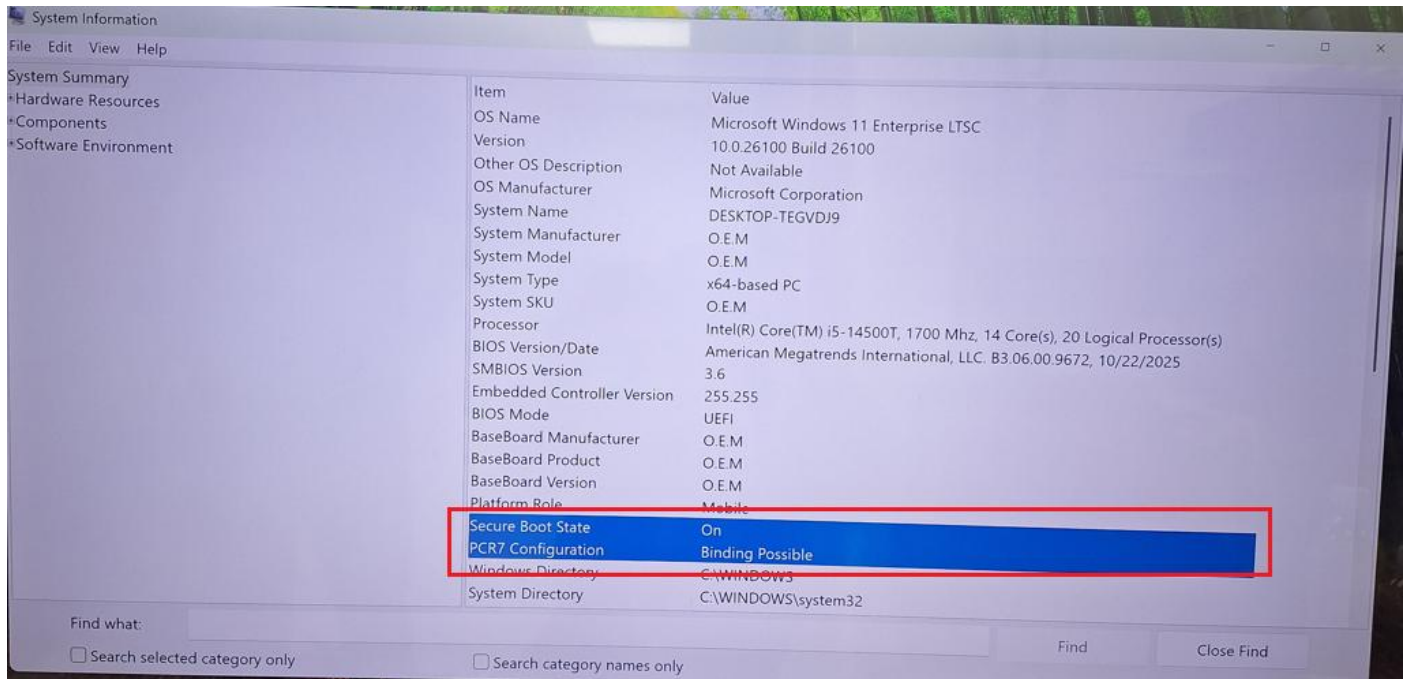 System Information
File Edit View Help
System Summary
Hardware Resources
Components
Software Environment
Item Value
OS Name Microsoft Windows 11 Enterprise LTSC
Version 10.0.26100 Build 26100
Other OS Description Not Available
OS Manufacturer Microsoft Corporation
System Name DESKTOP-TEGVDJ9
System Manufacturer O.E.M
System Model O.E.M
System Type x64-based PC
System SKU O.E.M
Processor Intel(R) Core(TM) i5-14500T, 1700 Mhz, 14 Core(s), 20 Logical Processor(s)
BIOS Version/Date American Megatrends International, LLC. B3.06.00.9672, 10/22/2025
SMBIOS Version 3.6
Embedded Controller Version 255.255
BIOS Mode UEFI
BaseBoard Manufacturer O.E.M
BaseBoard Product O.E.M
BaseBoard Version O.E.M
Platform Role Mobile
Secure Boot State On
PCR7 Configuration Binding Possible
Windows Directory C:\WINDOWS
System Directory C:\WINDOWS\system32
Find what:
Find Close Find
Search selected category only Search category names only